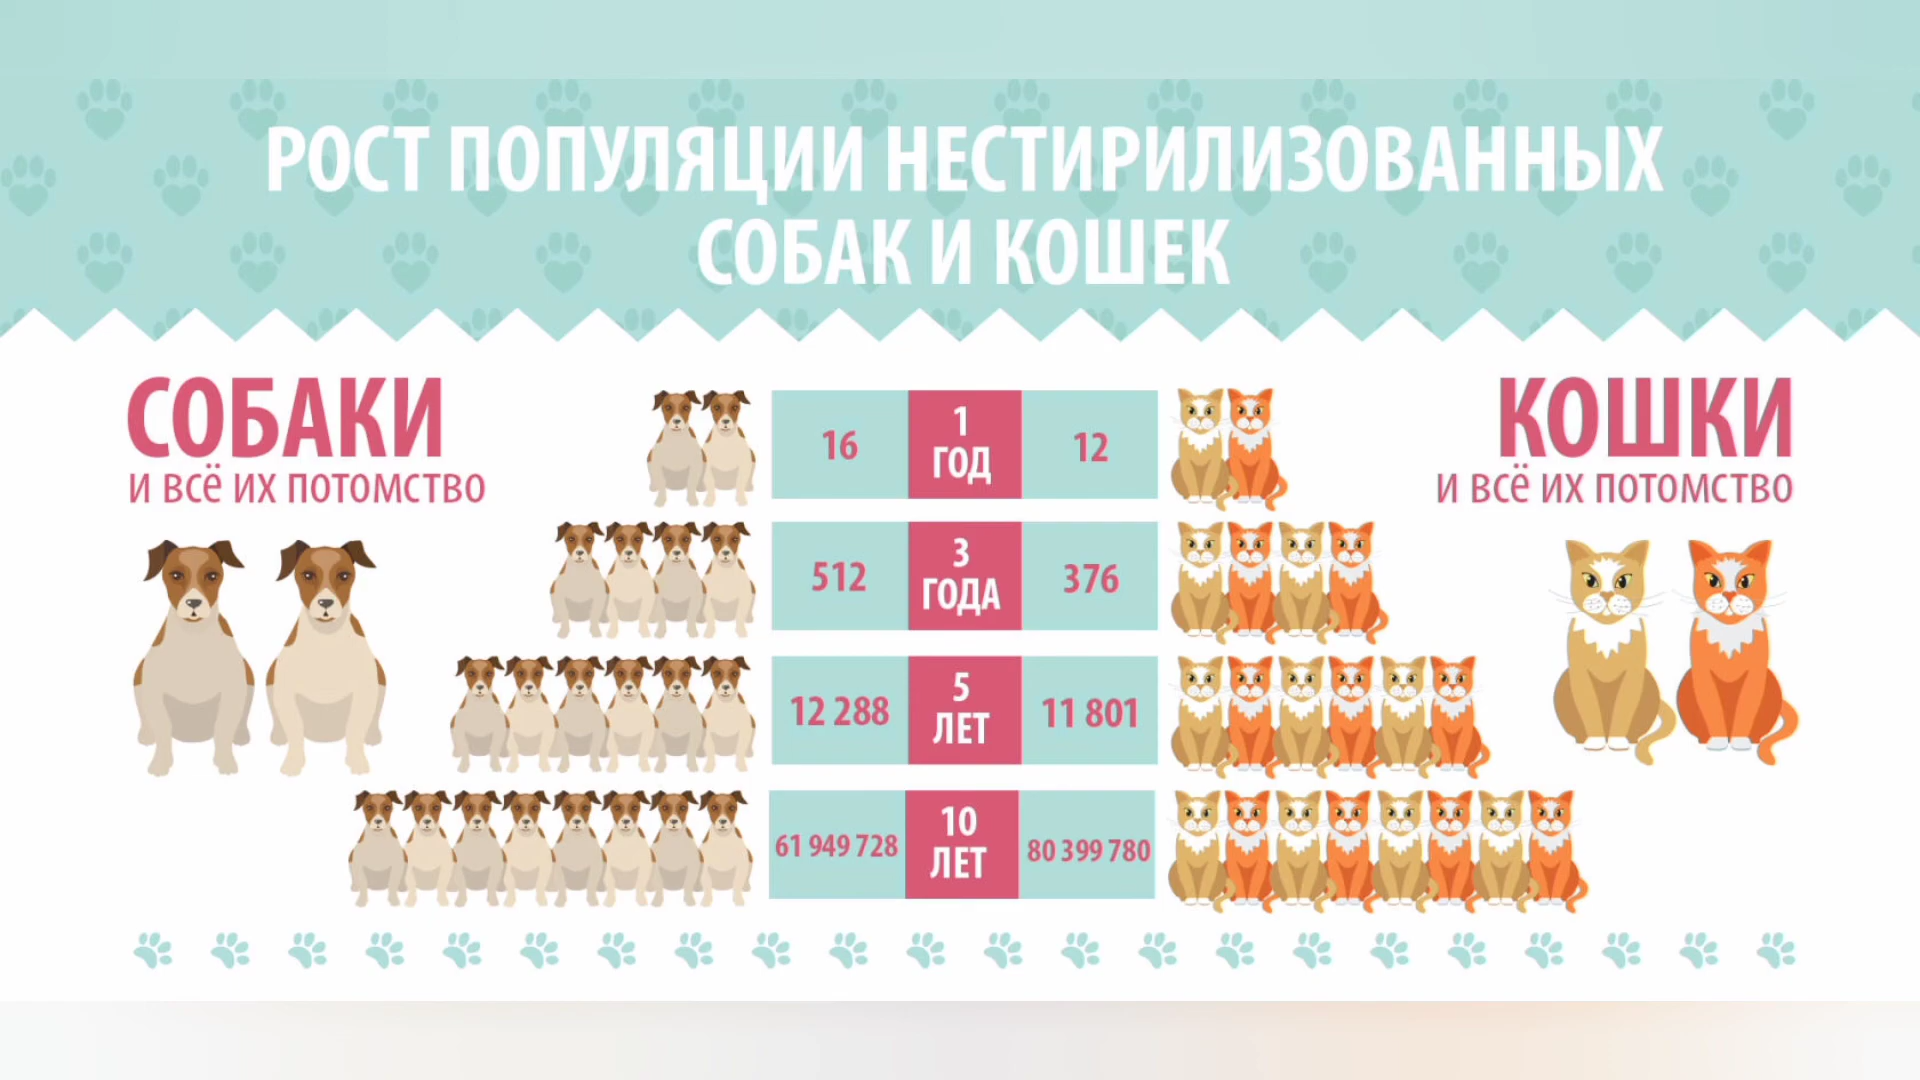 РОСТ ПОПУЛЯЦИИ НЕСТИРИЛИЗОВАННЫХ
СОБАК И КОШЕК
СОБАКИ
И ВСЁ ИХ ПОТОМСТВО
КОШКИ
И ВСЁ ИХ ПОТОМСТВО
16
1
ГОД
12
512
3
ГОДА
376
12 288
5
ЛЕТ
11 801
61 949 728
10
ЛЕТ
80 399 780